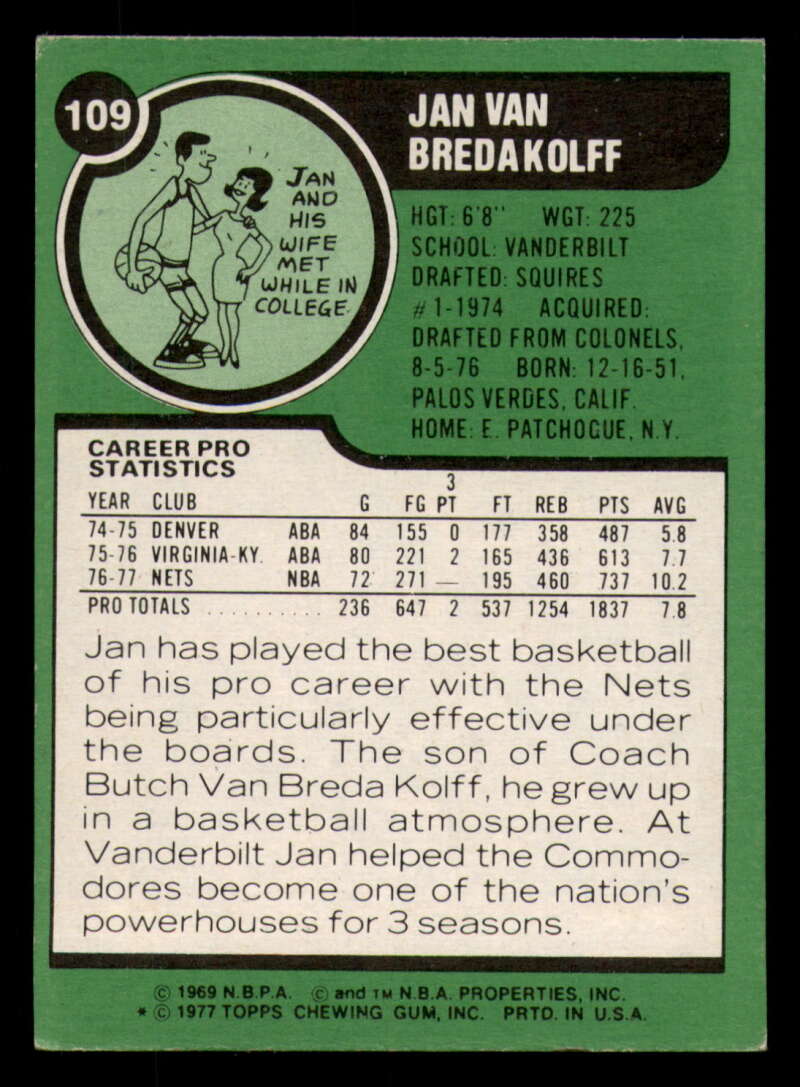 109
JAN VAN
BREDA KOLFF
JAN
AND
HIS
WIFE
MET
WHILE IN
COLLEGE.
HGT: 6'8" WGT: 225
SCHOOL: VANDERBILT
DRAFTED: SQUIRES
#1-1974 ACQUIRED:
DRAFTED FROM COLONELS,
8-5-76 BORN: 12-16-51,
PALOS VERDES, CALIF.
HOME: E. PATCHOGUE, N.Y.
CAREER PRO
STATISTICS
YEAR CLUB G FG 3 PT FT REB PTS AVG
74-75 DENVER ABA 84 155 0 177 358 487 5.8
75-76 VIRGINIA-KY. ABA 80 221 2 165 436 613 7.7
76-77 NETS NBA 72 271 — 195 460 737 10.2
PRO TOTALS .......... 236 647 2 537 1254 1837 7.8
Jan has played the best basketball
of his pro career with the Nets
being particularly effective under
the boards. The son of Coach
Butch Van Breda Kolff, he grew up
in a basketball atmosphere. At
Vanderbilt Jan helped the Commo-
dores become one of the nation's
powerhouses for 3 seasons.
© 1969 N.B.P.A. © and TM N.B.A. PROPERTIES, INC.
* © 1977 TOPPS CHEWING GUM, INC. PRTD. IN U.S.A.